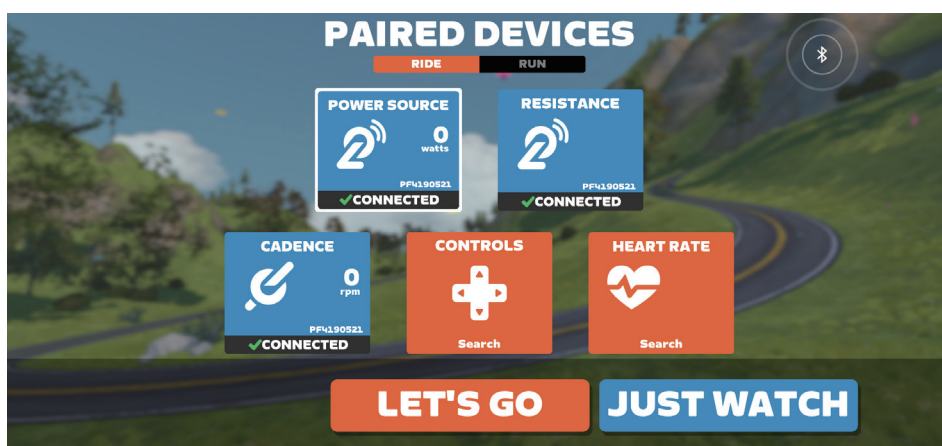 PAIRED DEVICES
RIDE RUN
POWER SOURCE
0
watts
PF4190521
✓CONNECTED
RESISTANCE
PF4190521
✓CONNECTED
CADENCE
0
rpm
PF4190521
✓CONNECTED
CONTROLS
Search
HEART RATE
Search
LET'S GO
JUST WATCH